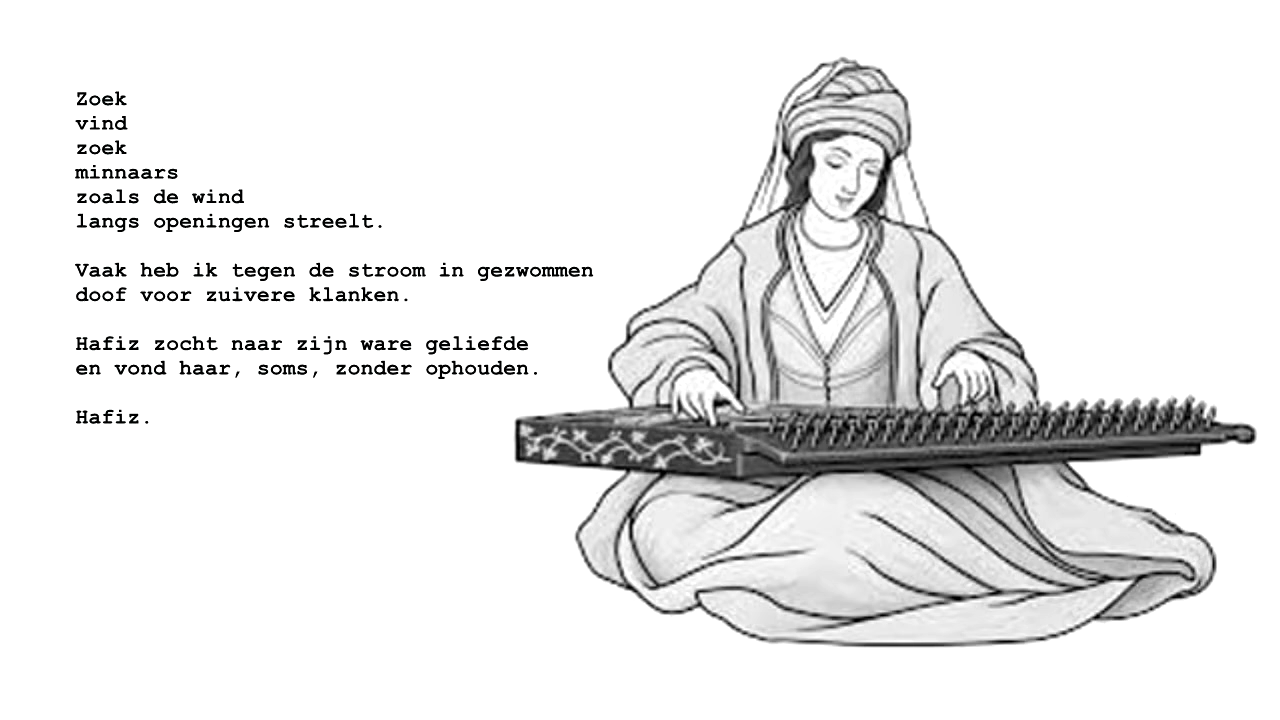 Zoek
vind
zoek
minnaars
zoals de wind
langs openingen streelt.
Vaak heb ik tegen de stroom in gezwommen
doof voor zuivere klanken.
Hafiz zocht naar zijn ware geliefde
en vond haar, soms, zonder ophouden.
Hafiz.